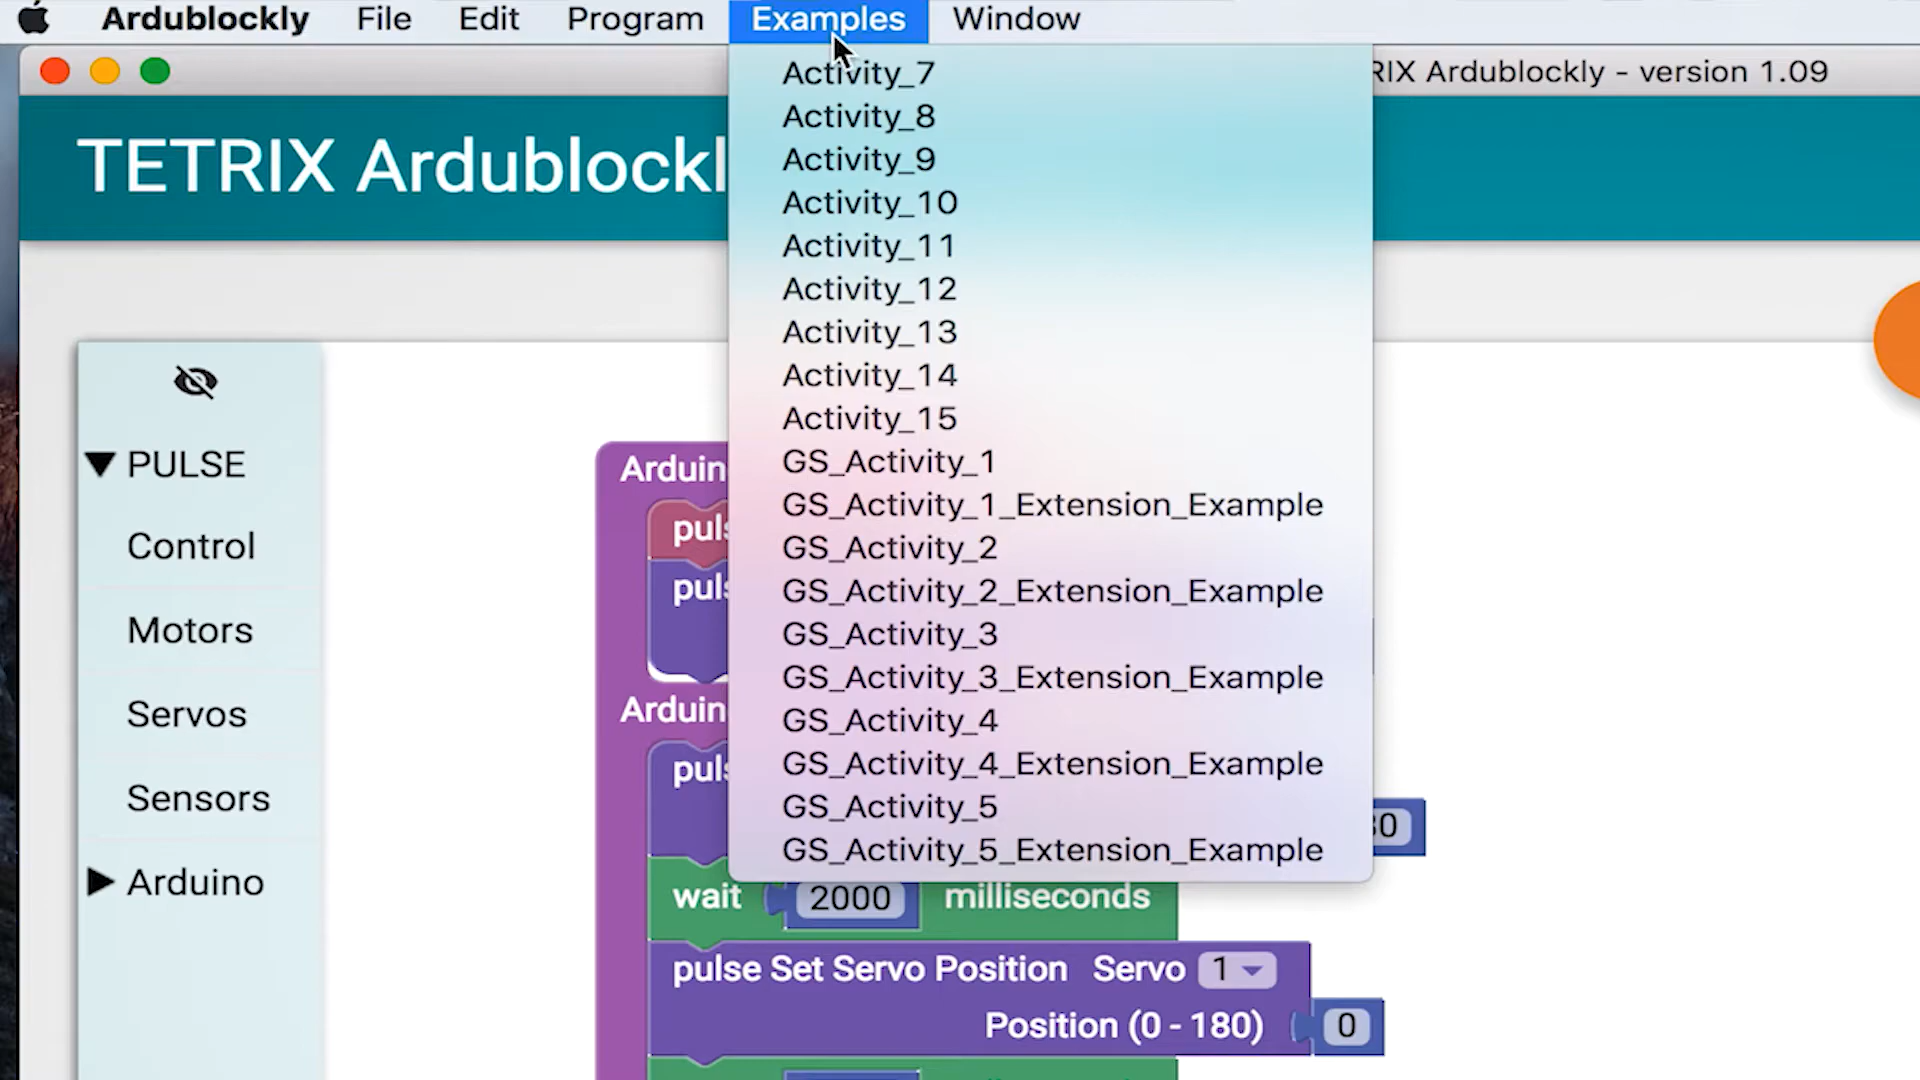 Ardublockly File Edit Program Examples Window
RIX Ardublockly - version 1.09
TETRIX Ardublockl
Activity_7
Activity_8
Activity_9
Activity_10
Activity_11
Activity_12
Activity_13
Activity_14
Activity_15
GS_Activity_1
GS_Activity_1_Extension_Example
GS_Activity_2
GS_Activity_2_Extension_Example
GS_Activity_3
GS_Activity_3_Extension_Example
GS_Activity_4
GS_Activity_4_Extension_Example
GS_Activity_5
GS_Activity_5_Extension_Example
PULSE
Control
Motors
Servos
Sensors
Arduino
Arduin
puls
puls
Arduin
puls
80
wait 2000 milliseconds
pulse Set Servo Position Servo 1
Position (0 - 180) 0